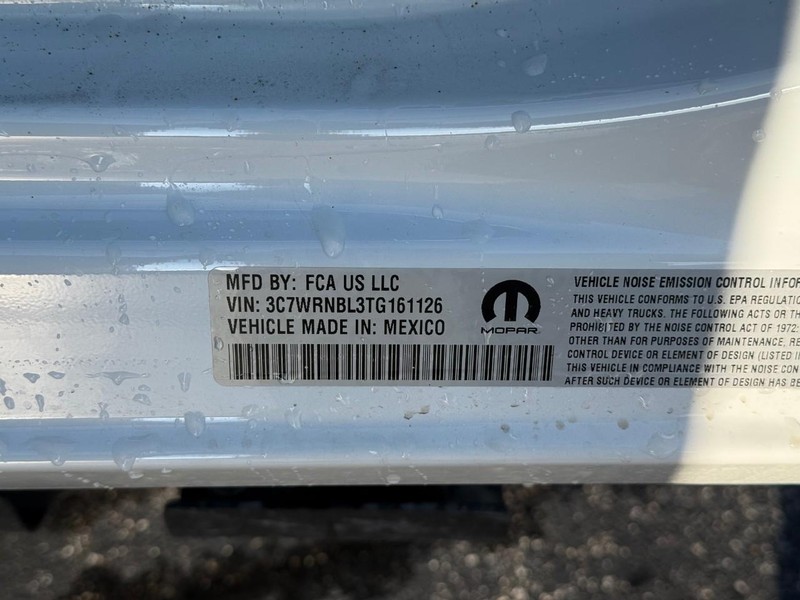 MFD BY: FCA US LLC
VIN: 3C7WRNBL3TG161126
VEHICLE MADE IN: MEXICO
MOPAR
VEHICLE NOISE EMISSION CONTROL INFOR
THIS VEHICLE CONFORMS TO U.S. EPA REGULATIO
AND HEAVY TRUCKS. THE FOLLOWING ACTS OR TH
PROHIBITED BY THE NOISE CONTROL ACT OF 1972:
OTHER THAN FOR PURPOSES OF MAINTENANCE, RE
CONTROL DEVICE OR ELEMENT OF DESIGN (LISTED I
THIS VEHICLE IN COMPLIANCE WITH THE NOISE CON
AFTER SUCH DEVICE OR ELEMENT OF DESIGN HAS BE